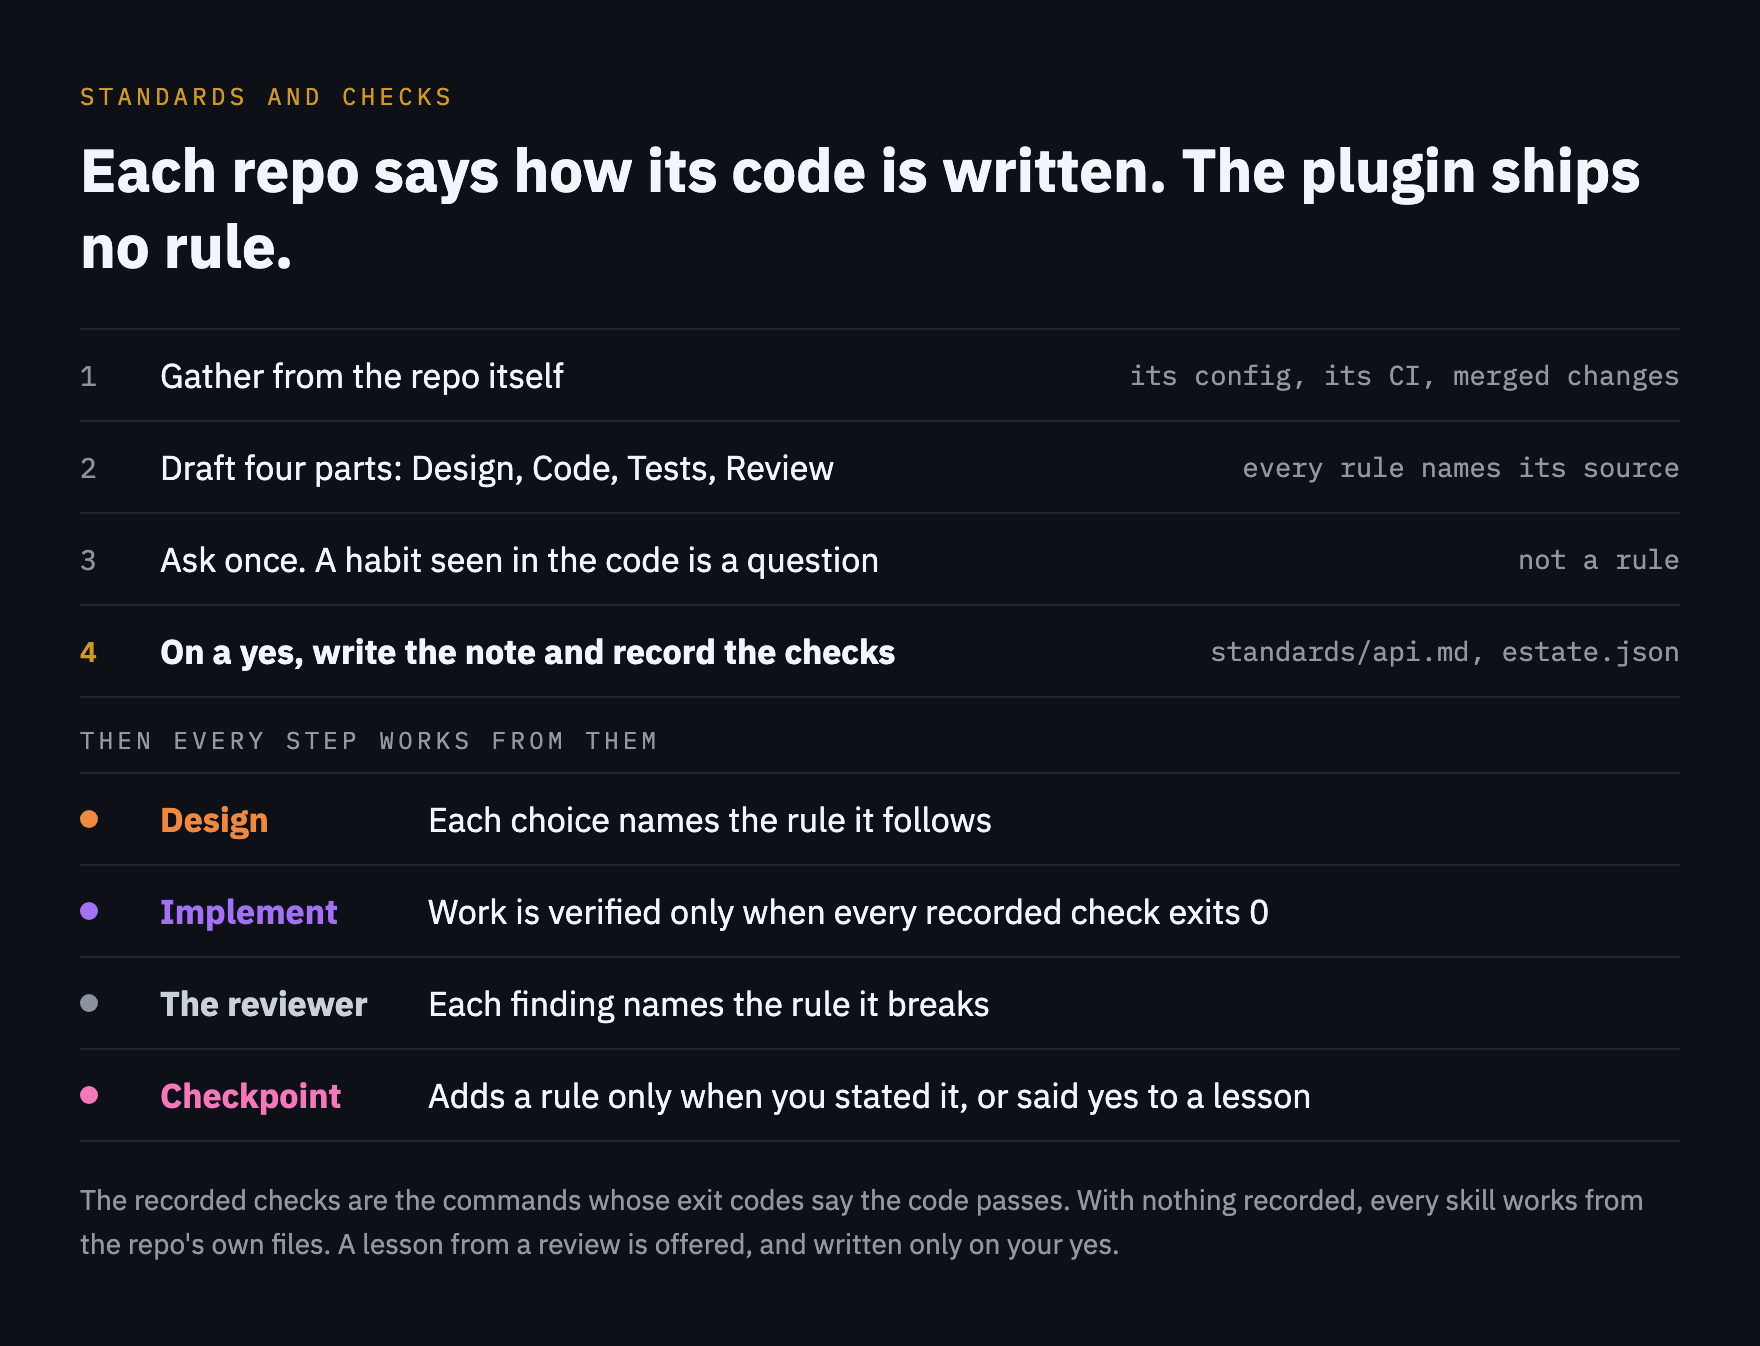 STANDARDS AND CHECKS
Each repo says how its code is written. The plugin ships
no rule.
1 Gather from the repo itself its config, its CI, merged changes
2 Draft four parts: Design, Code, Tests, Review every rule names its source
3 Ask once. A habit seen in the code is a question not a rule
4 On a yes, write the note and record the checks standards/api.md, estate.json
THEN EVERY STEP WORKS FROM THEM
Design Each choice names the rule it follows
Implement Work is verified only when every recorded check exits 0
The reviewer Each finding names the rule it breaks
Checkpoint Adds a rule only when you stated it, or said yes to a lesson
The recorded checks are the commands whose exit codes say the code passes. With nothing recorded, every skill works from
the repo's own files. A lesson from a review is offered, and written only on your yes.